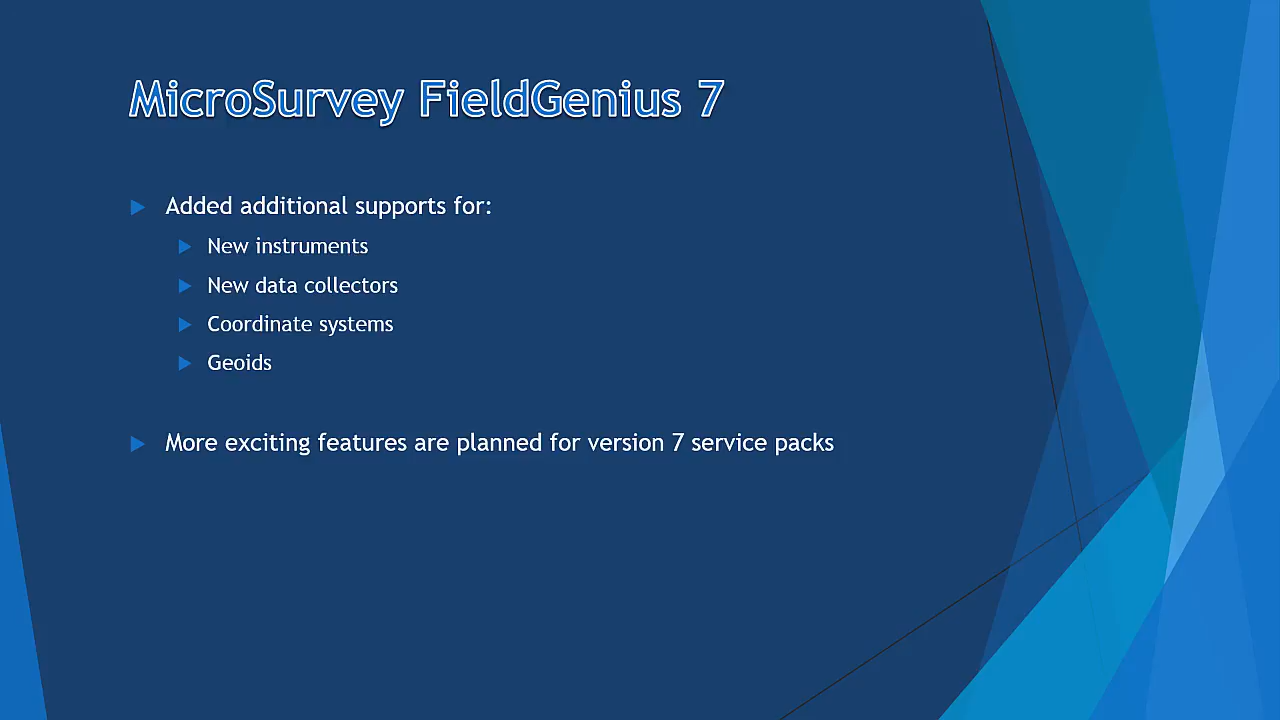 MicroSurvey FieldGenius 7
Added additional supports for:
New instruments
New data collectors
Coordinate systems
Geoids
More exciting features are planned for version 7 service packs